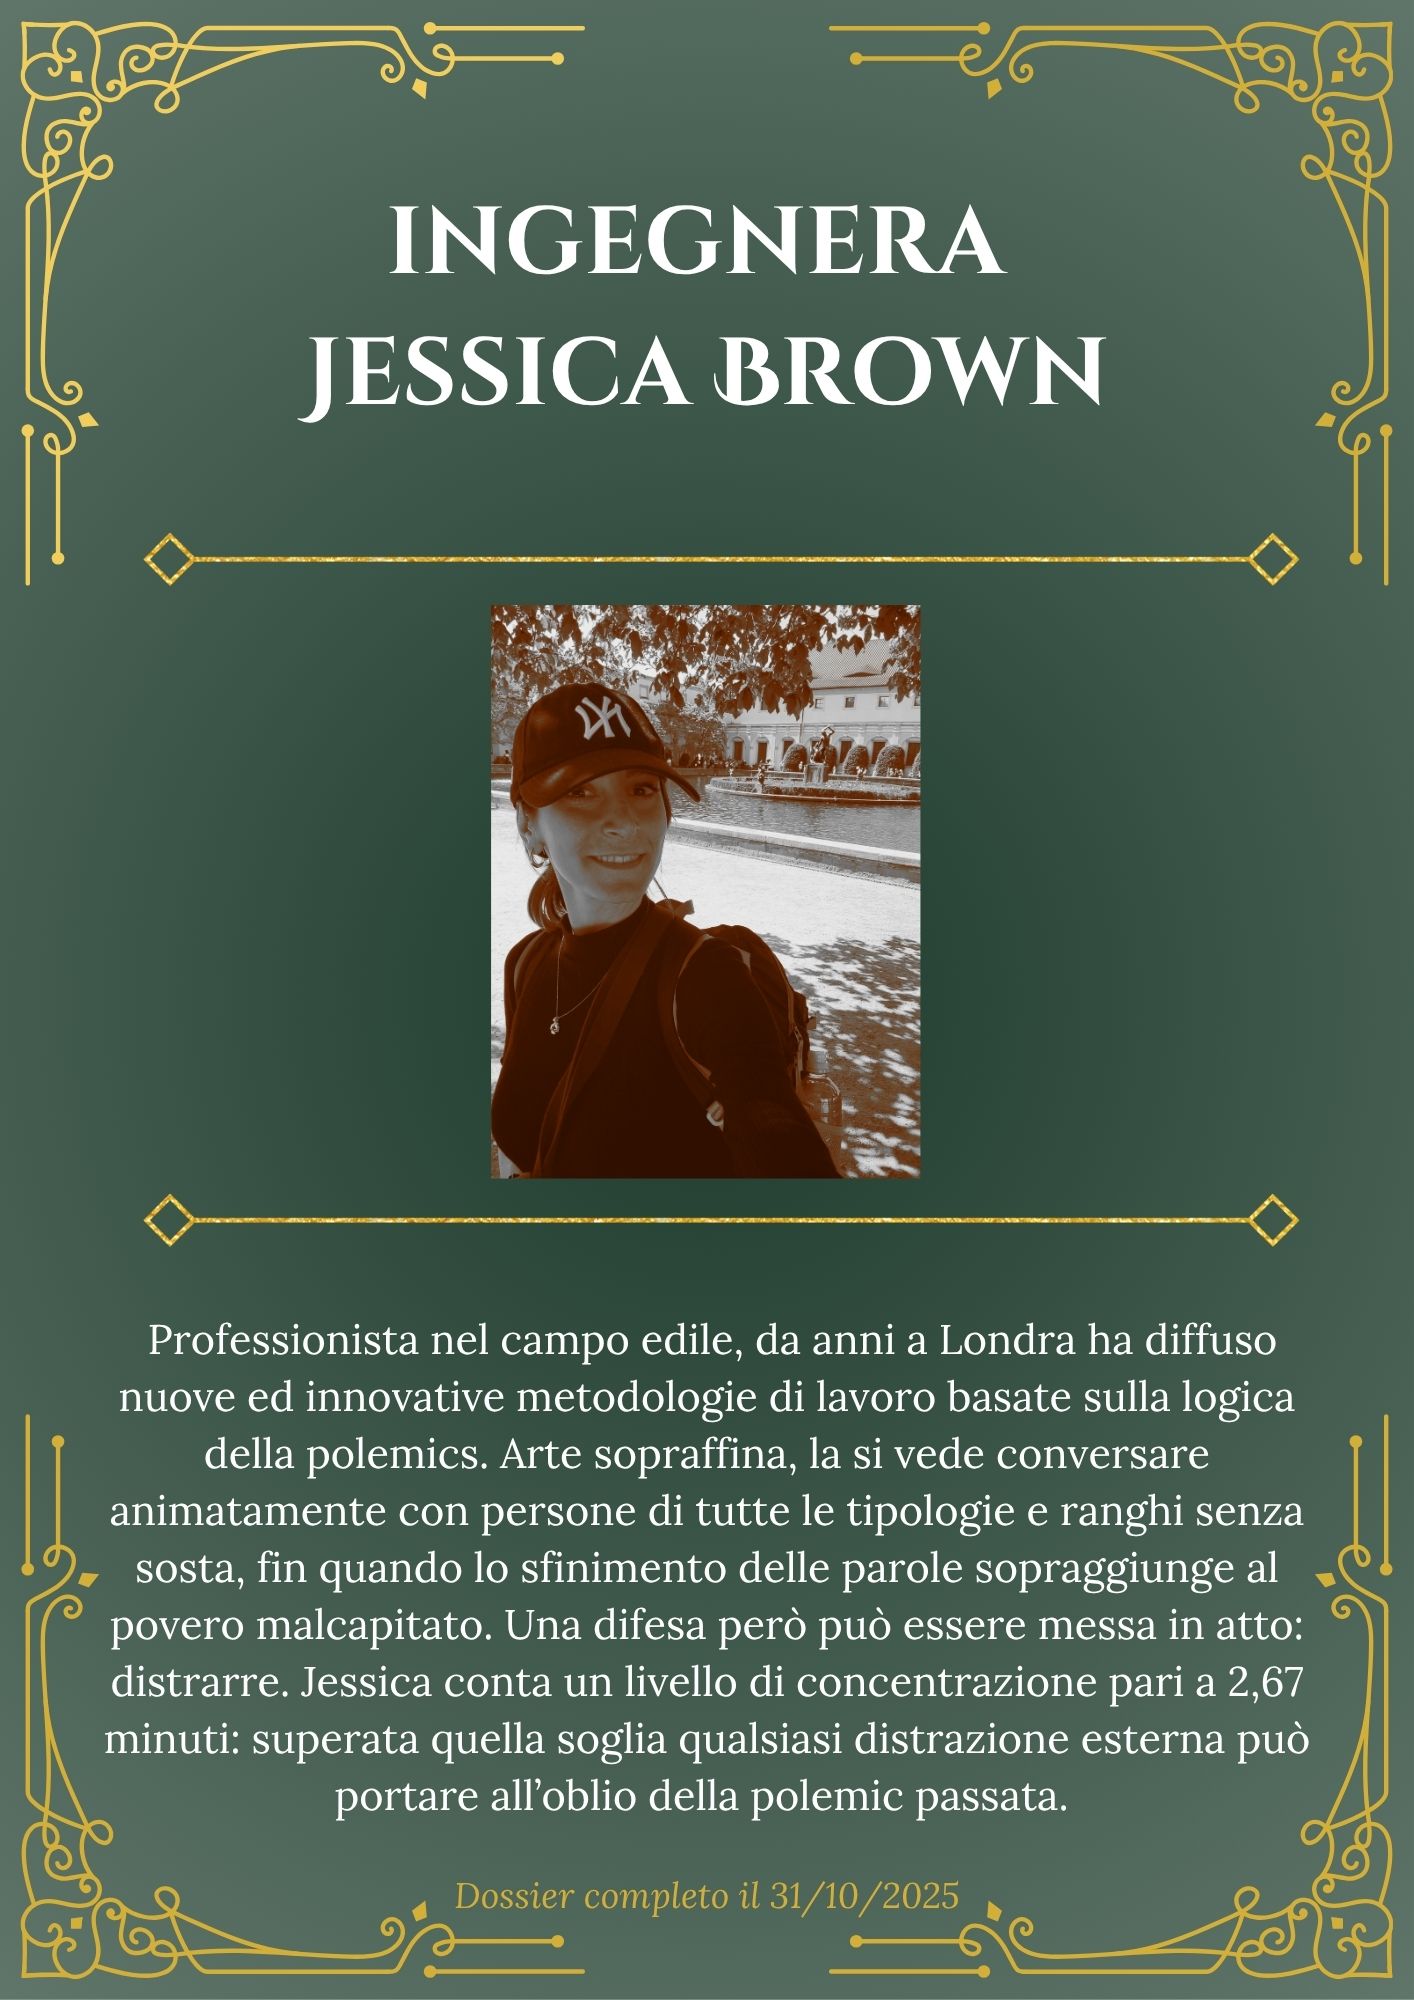 INGEGNERA
JESSICA BROWN
Professionista nel campo edile, da anni a Londra ha diffuso
nuove ed innovative metodologie di lavoro basate sulla logica
della polemics. Arte sopraffina, la si vede conversare
animatamente con persone di tutte le tipologie e ranghi senza
sosta, fin quando lo sfinimento delle parole sopraggiunge al
povero malcapitato. Una difesa però può essere messa in atto:
distrarre. Jessica conta un livello di concentrazione pari a 2,67
minuti: superata quella soglia qualsiasi distrazione esterna può
portare all’oblio della polemic passata.
Dossier completo il 31/10/2025